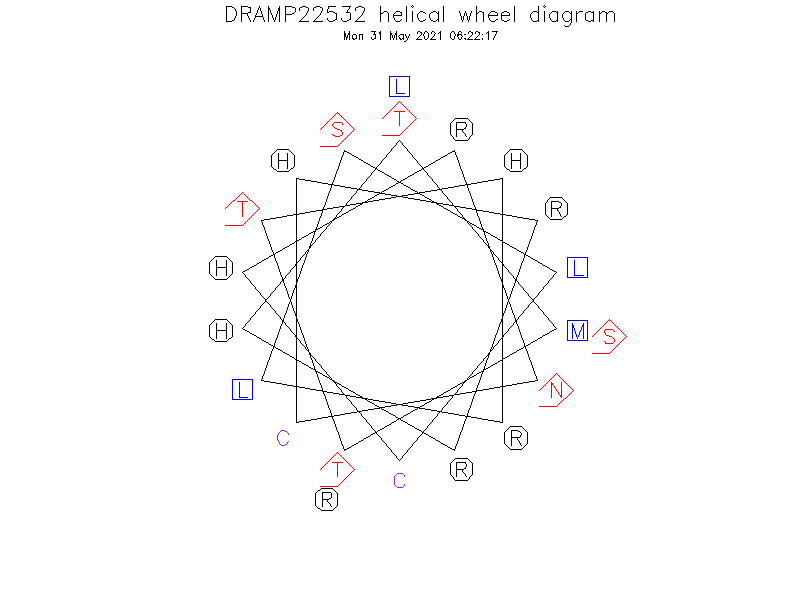 DRAMP22532 helical wheel diagram
Mon 31 May 2021 06:22:17
L
T
S R
H H
T R
H L
H M S
L N
C R
T R
C
R